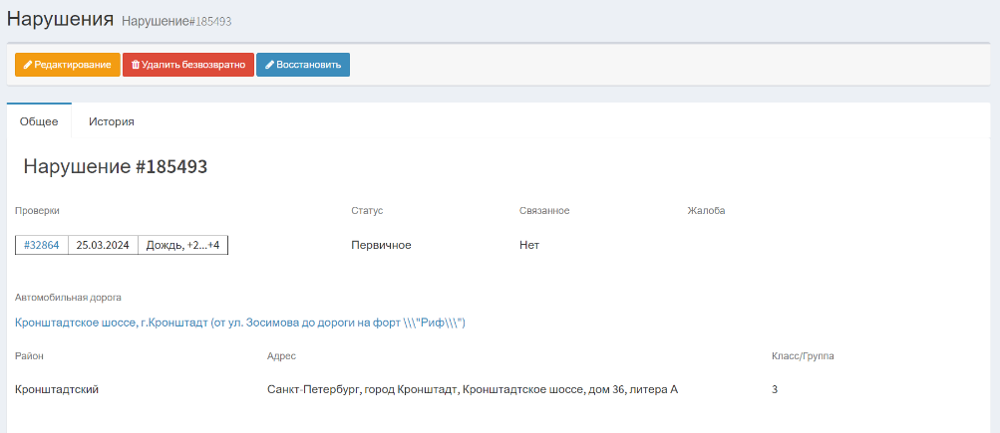 Нарушения Нарушение#185493
Редактирование Удалить безвозвратно Восстановить
Общее История
Нарушение #185493
Проверки Статус Связанное Жалоба
#32864 25.03.2024 Дождь, +2...+4 Первичное Нет
Автомобильная дорога
Кронштадтское шоссе, г.Кронштадт (от ул. Зосимова до дороги на форт \\\"Риф\\\")
Район Адрес Класс/Группа
Кронштадтский Санкт-Петербург, город Кронштадт, Кронштадтское шоссе, дом 36, литера А 3